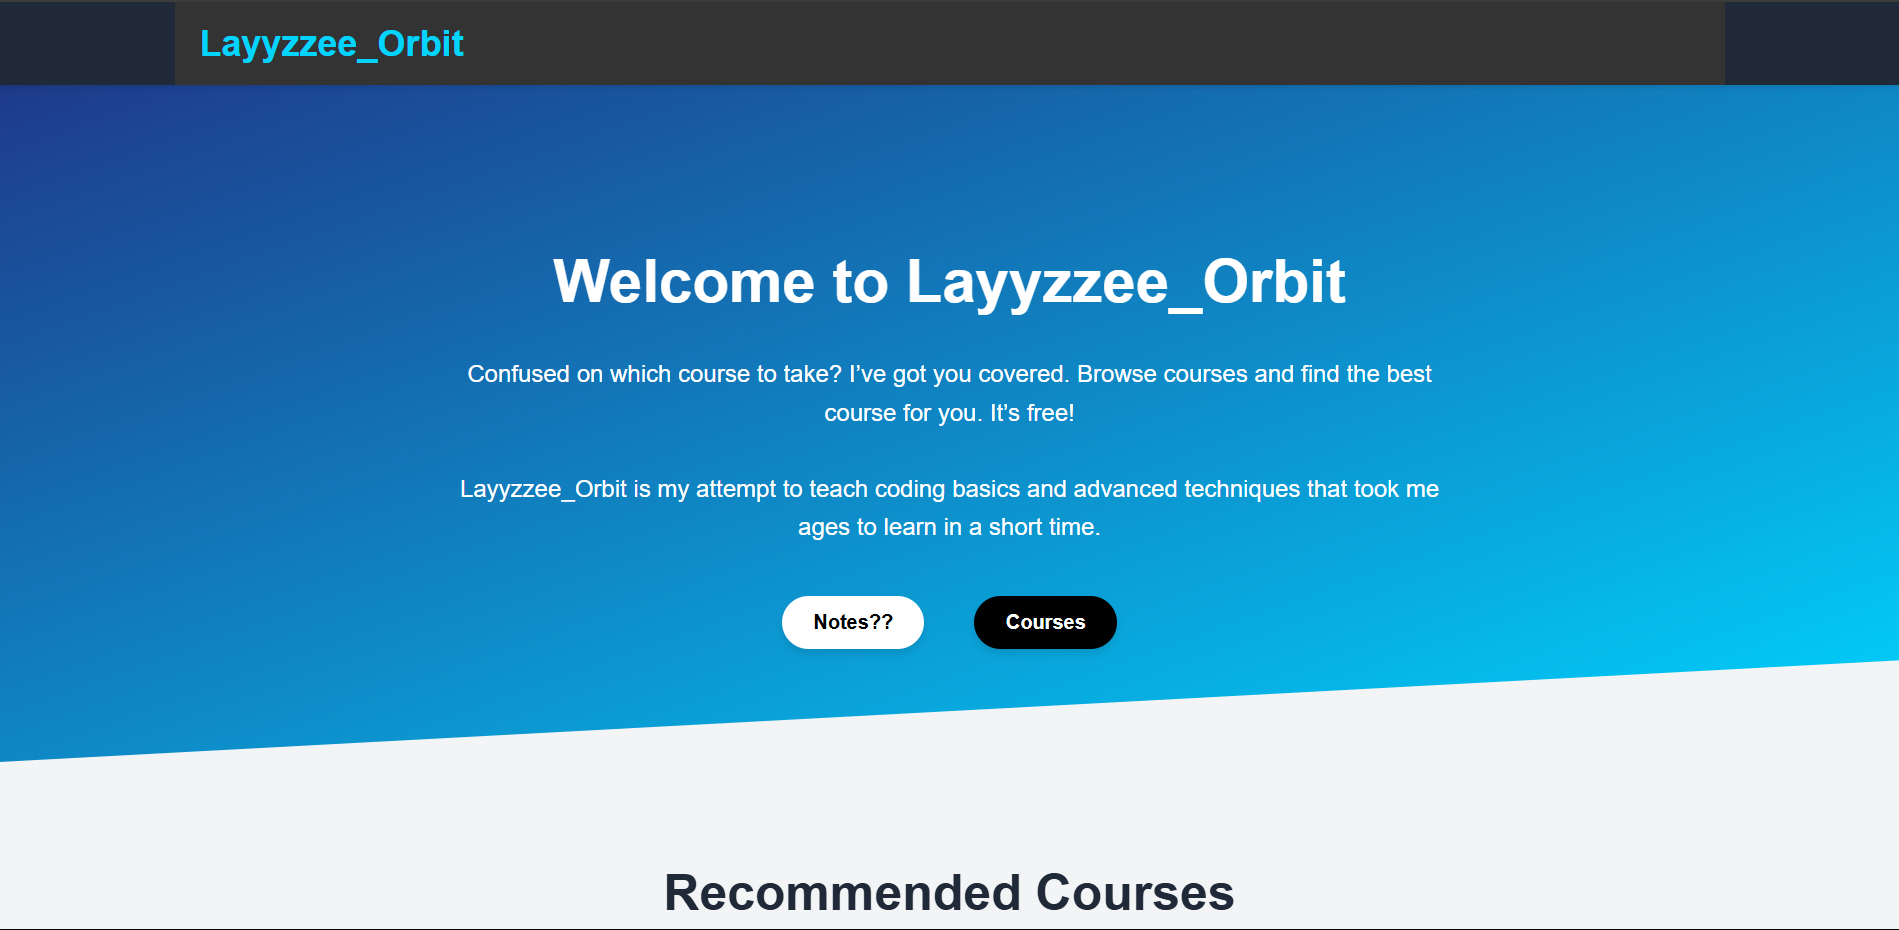 Layyzzee_Orbit
Welcome to Layyzzee_Orbit
Confused on which course to take? I’ve got you covered. Browse courses and find the best
course for you. It’s free!
Layyzzee_Orbit is my attempt to teach coding basics and advanced techniques that took me
ages to learn in a short time.
Notes??
Courses
Recommended Courses